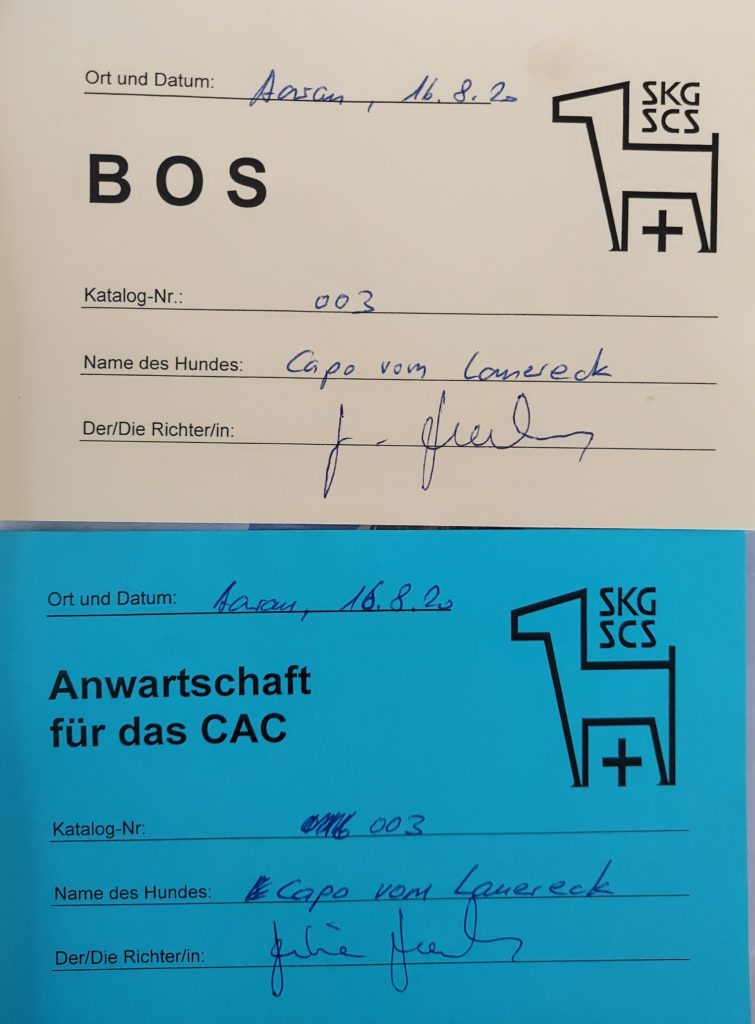 Ort und Datum: Aarau, 16.8.20
SKG
SCS
BOS
Katalog-Nr.: 003
Name des Hundes: Capo vom Lauereck
Der/Die Richter/in:
Ort und Datum: Aarau, 16.8.20
SKG
SCS
Anwartschaft
für das CAC
Katalog-Nr: 003
Name des Hundes: Capo vom Lauereck
Der/Die Richter/in: